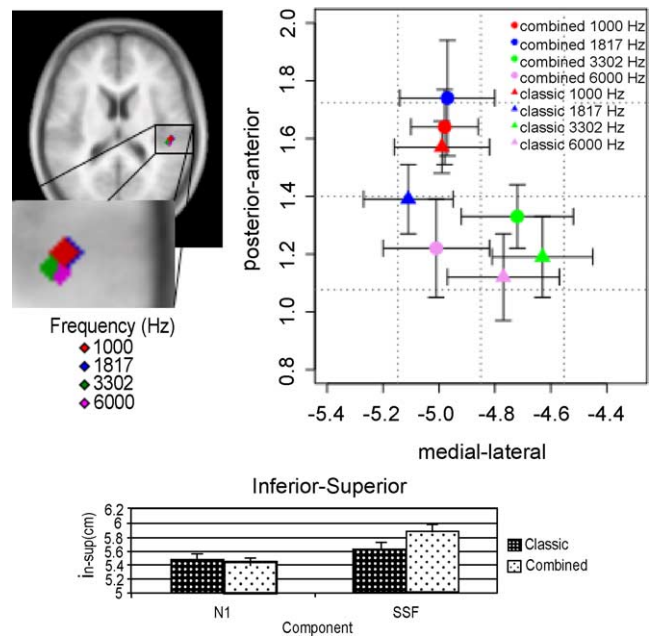 Frequency (Hz)
1000
1817
3302
6000
posterior-anterior
2.0
1.8
1.6
1.4
1.2
1.0
0.8
combined 1000 Hz
combined 1817 Hz
combined 3302 Hz
combined 6000 Hz
classic 1000 Hz
classic 1817 Hz
classic 3302 Hz
classic 6000 Hz
-5.4 -5.2 -5.0 -4.8 -4.6 -4.4
medial-lateral
Inferior-Superior
in-sup(cm)
6.2
6
5.8
5.6
5.4
5.2
5
N1 SSF
Component
Classic
Combined